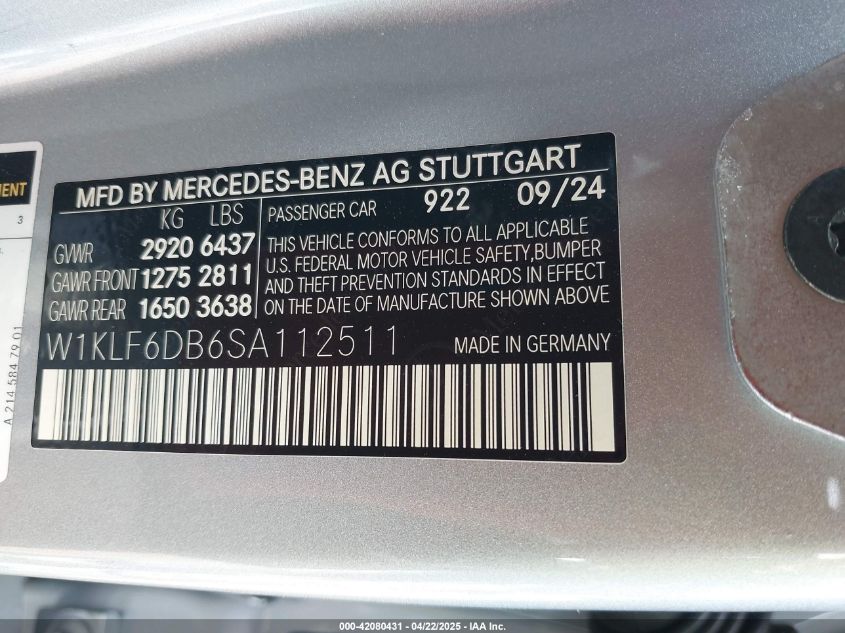 MENT
3
A 214 584 79 01
MFD BY MERCEDES-BENZ AG STUTTGART
KG LBS
GVWR 2920 6437
GAWR FRONT 1275 2811
GAWR REAR 1650 3638
PASSENGER CAR 922 09/24
THIS VEHICLE CONFORMS TO ALL APPLICABLE
U.S. FEDERAL MOTOR VEHICLE SAFETY, BUMPER
AND THEFT PREVENTION STANDARDS IN EFFECT
ON THE DATE OF MANUFACTURE SHOWN ABOVE
W1KLF6DB6SA112511 MADE IN GERMANY
000-42080431 - 04/22/2025 - IAA Inc.